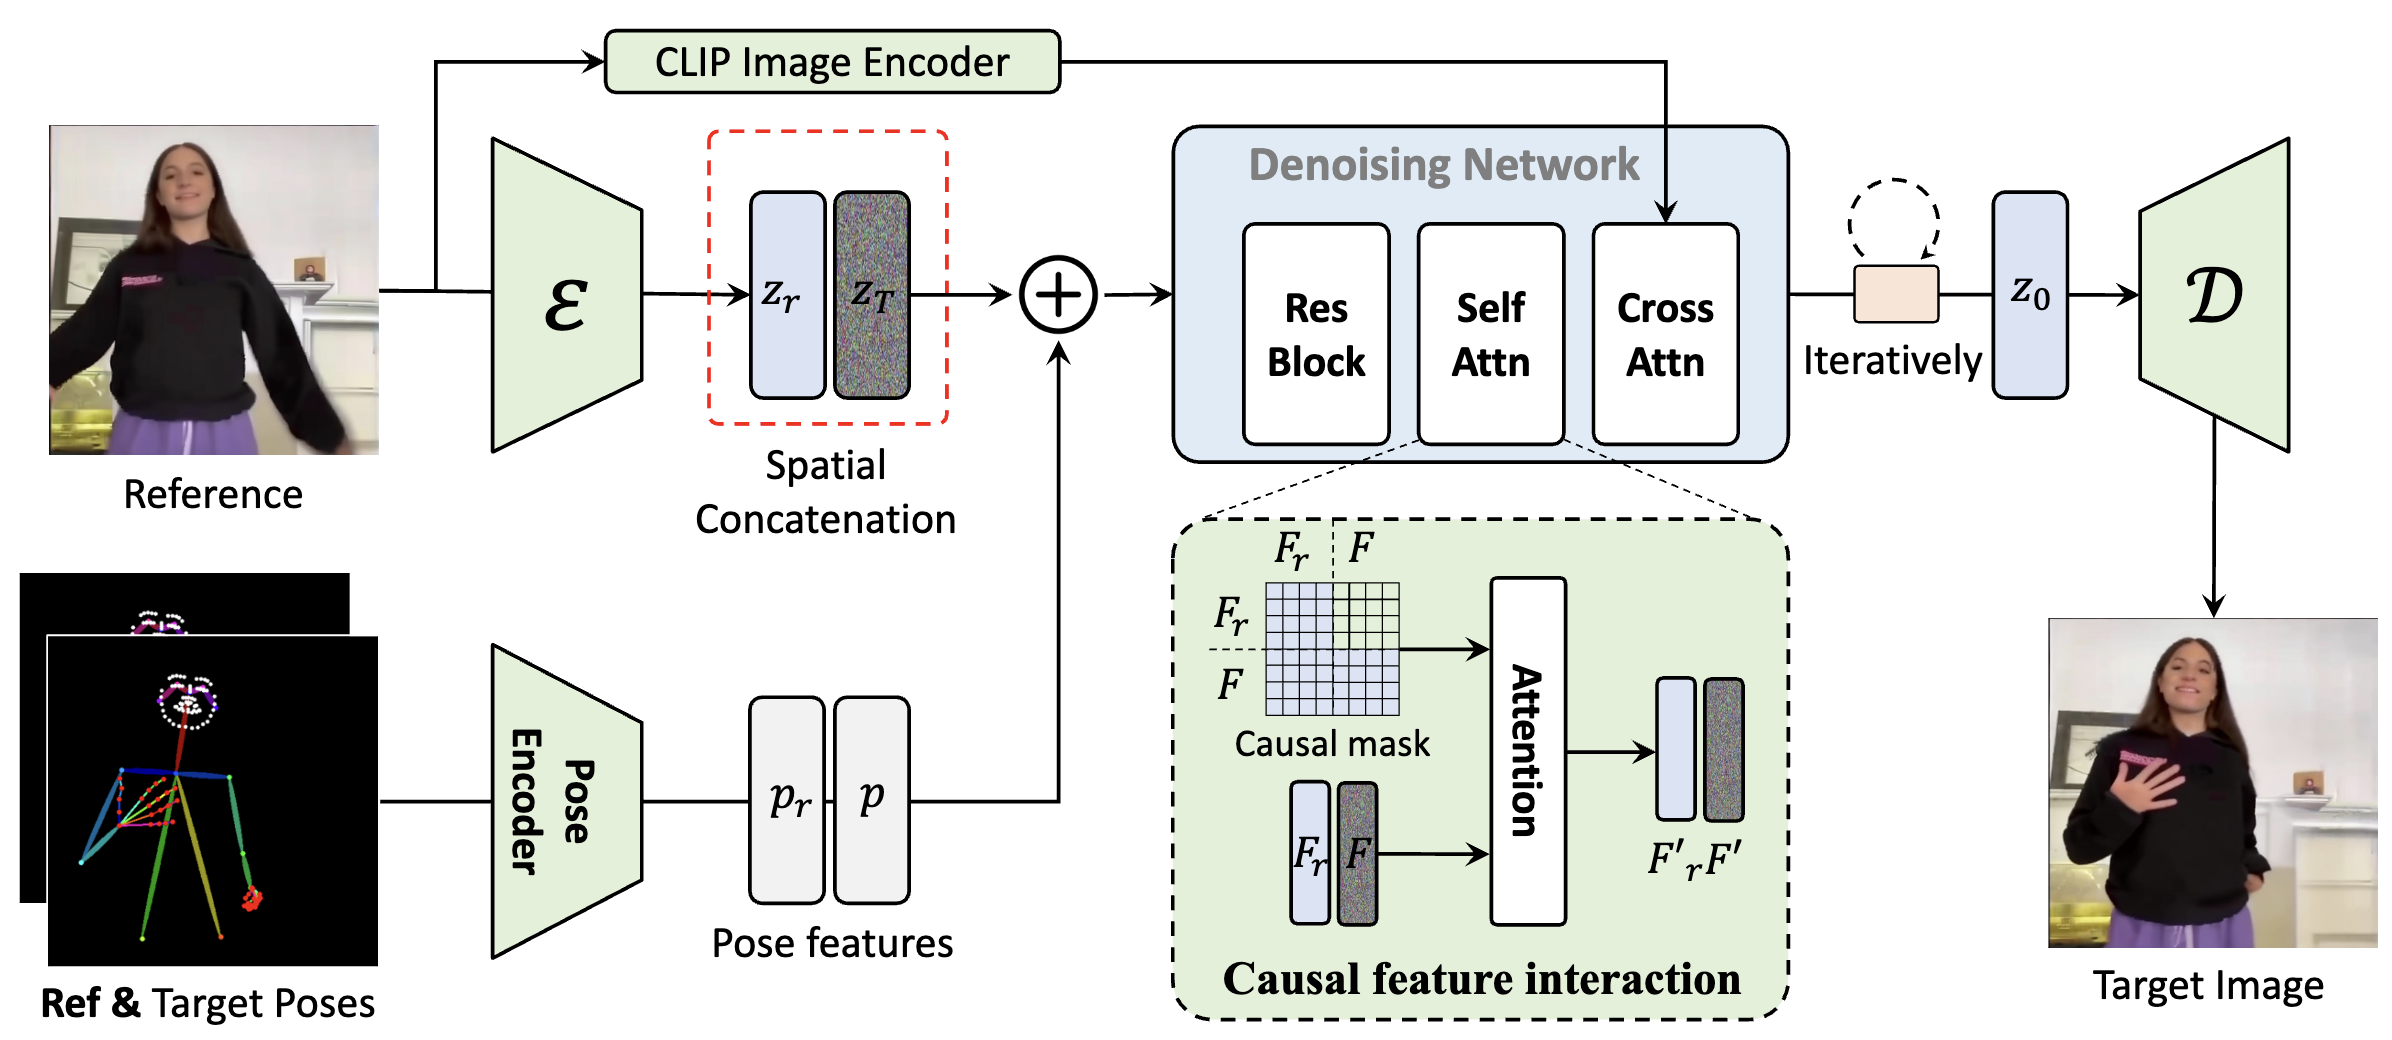 CLIP Image Encoder
Denoising Network
ℰ
z_r
z_T
Res
Block
Self
Attn
Cross
Attn
Iteratively
z_0
𝒟
Reference
Spatial
Concatenation
F_r
F
F_r
F
Causal mask
F_r
F
Attention
F'_r
F'
Causal feature interaction
Pose
Encoder
p_r
p
Pose features
Ref & Target Poses
Target Image